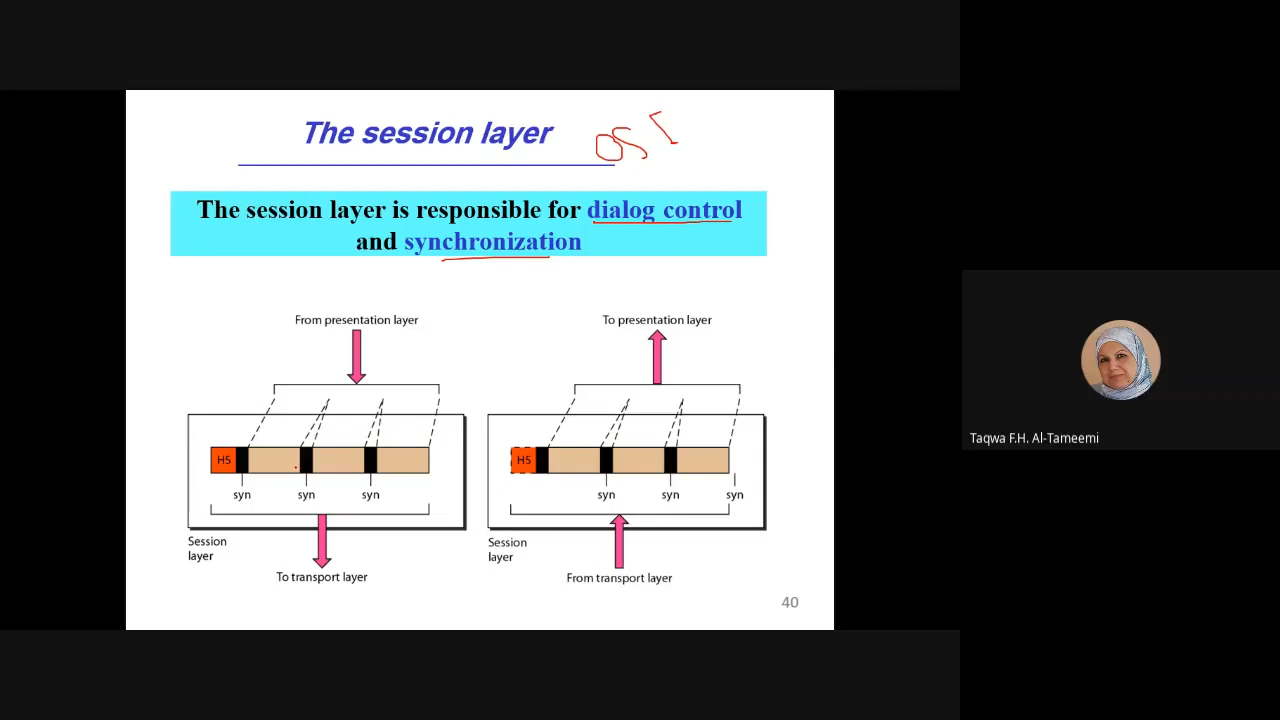 The session layer
OSI
The session layer is responsible for dialog control
and synchronization
From presentation layer
To presentation layer
H5
H5
syn syn syn
syn syn syn
Session
layer
Session
layer
To transport layer
From transport layer
40
Taqwa F.H. Al-Tameemi